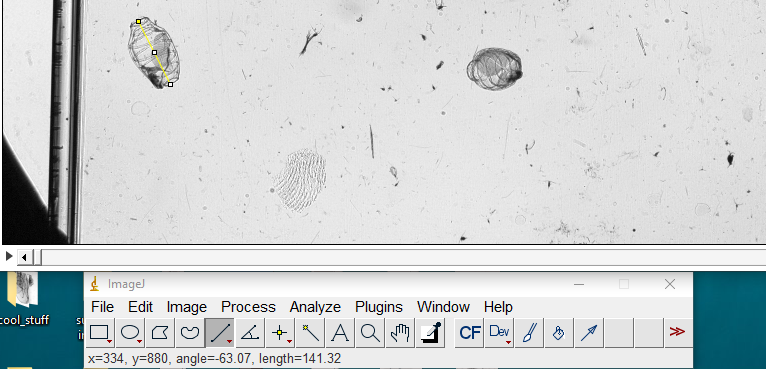 ImageJ
cool_stuff
File Edit Image Process Analyze Plugins Window Help
A CF Dev
x=334, y=880, angle=-63.07, length=141.32